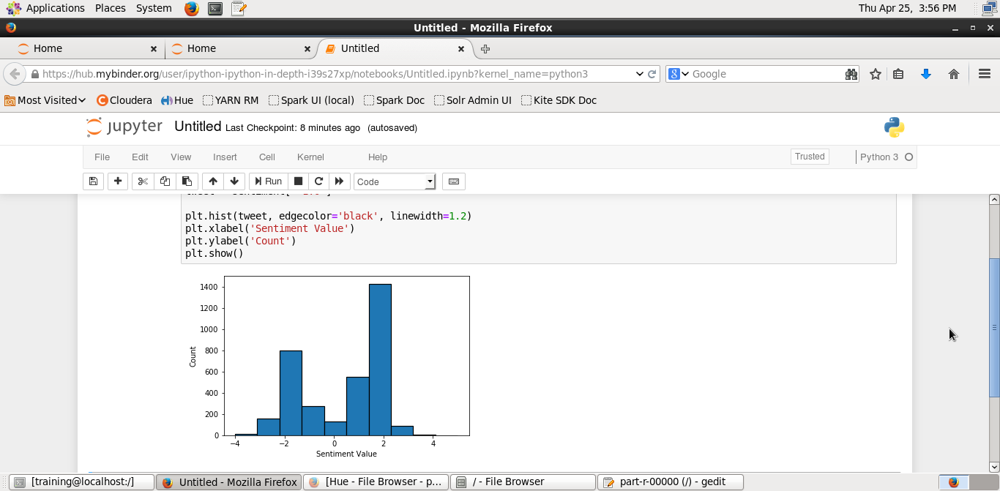 Applications Places System Thu Apr 25, 3:56 PM
Untitled - Mozilla Firefox
Home Home Untitled
https://hub.mybinder.org/user/ipython-ipython-in-depth-i39s27xp/notebooks/Untitled.ipynb?kernel_name=python3 Google
Most Visited Cloudera Hue YARN RM Spark UI (local) Spark Doc Solr Admin UI Kite SDK Doc
jupyter Untitled Last Checkpoint: 8 minutes ago (autosaved)
File Edit View Insert Cell Kernel Help Trusted Python 3
Run Code
plt.hist(tweet, edgecolor='black', linewidth=1.2)
plt.xlabel('Sentiment Value')
plt.ylabel('Count')
plt.show()
1400
1200
1000
800
600
400
200
0
Count
−4 −2 0 2 4
Sentiment Value
[training@localhost:/] Untitled - Mozilla Firefox [Hue - File Browser - p... / - File Browser part-r-00000 (/) - gedit